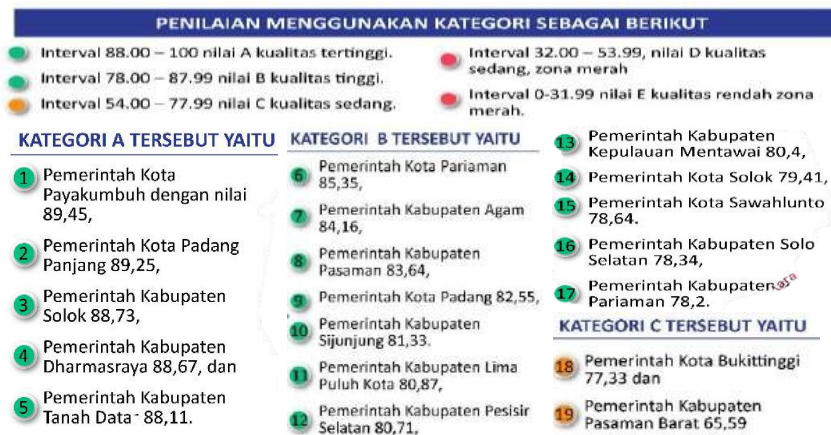 PENILAIAN MENGGUNAKAN KATEGORI SEBAGAI BERIKUT
Interval 88.00 – 100 nilai A kualitas tertinggi.
Interval 78.00 – 87.99 nilai B kualitas tinggi.
Interval 54.00 – 77.99 nilai C kualitas sedang.
Interval 32.00 – 53.99, nilai D kualitas
sedang, zona merah
Interval 0-31.99 nilai E kualitas rendah zona
merah.
KATEGORI A TERSEBUT YAITU
1 Pemerintah Kota
Payakumbuh dengan nilai
89,45,
2 Pemerintah Kota Padang
Panjang 89,25,
3 Pemerintah Kabupaten
Solok 88,73,
4 Pemerintah Kabupaten
Dharmasraya 88,67, dan
5 Pemerintah Kabupaten
Tanah Data 88,11.
KATEGORI B TERSEBUT YAITU
6 Pemerintah Kota Pariaman
85,35,
7 Pemerintah Kabupaten Agam
84,16,
8 Pemerintah Kabupaten
Pasaman 83,64,
9 Pemerintah Kota Padang 82,55,
10 Pemerintah Kabupaten
Sijunjung 81,33.
11 Pemerintah Kabupaten Lima
Puluh Kota 80,87,
12 Pemerintah Kabupaten Pesisir
Selatan 80,71,
13 Pemerintah Kabupaten
Kepulauan Mentawai 80,4,
14 Pemerintah Kota Solok 79,41,
15 Pemerintah Kota Sawahlunto
78,64.
16 Pemerintah Kabupaten Solo
Selatan 78,34,
17 Pemerintah Kabupaten
Pariaman 78,2.
KATEGORI C TERSEBUT YAITU
18 Pemerintah Kota Bukittinggi
77,33 dan
19 Pemerintah Kabupaten
Pasaman Barat 65,59